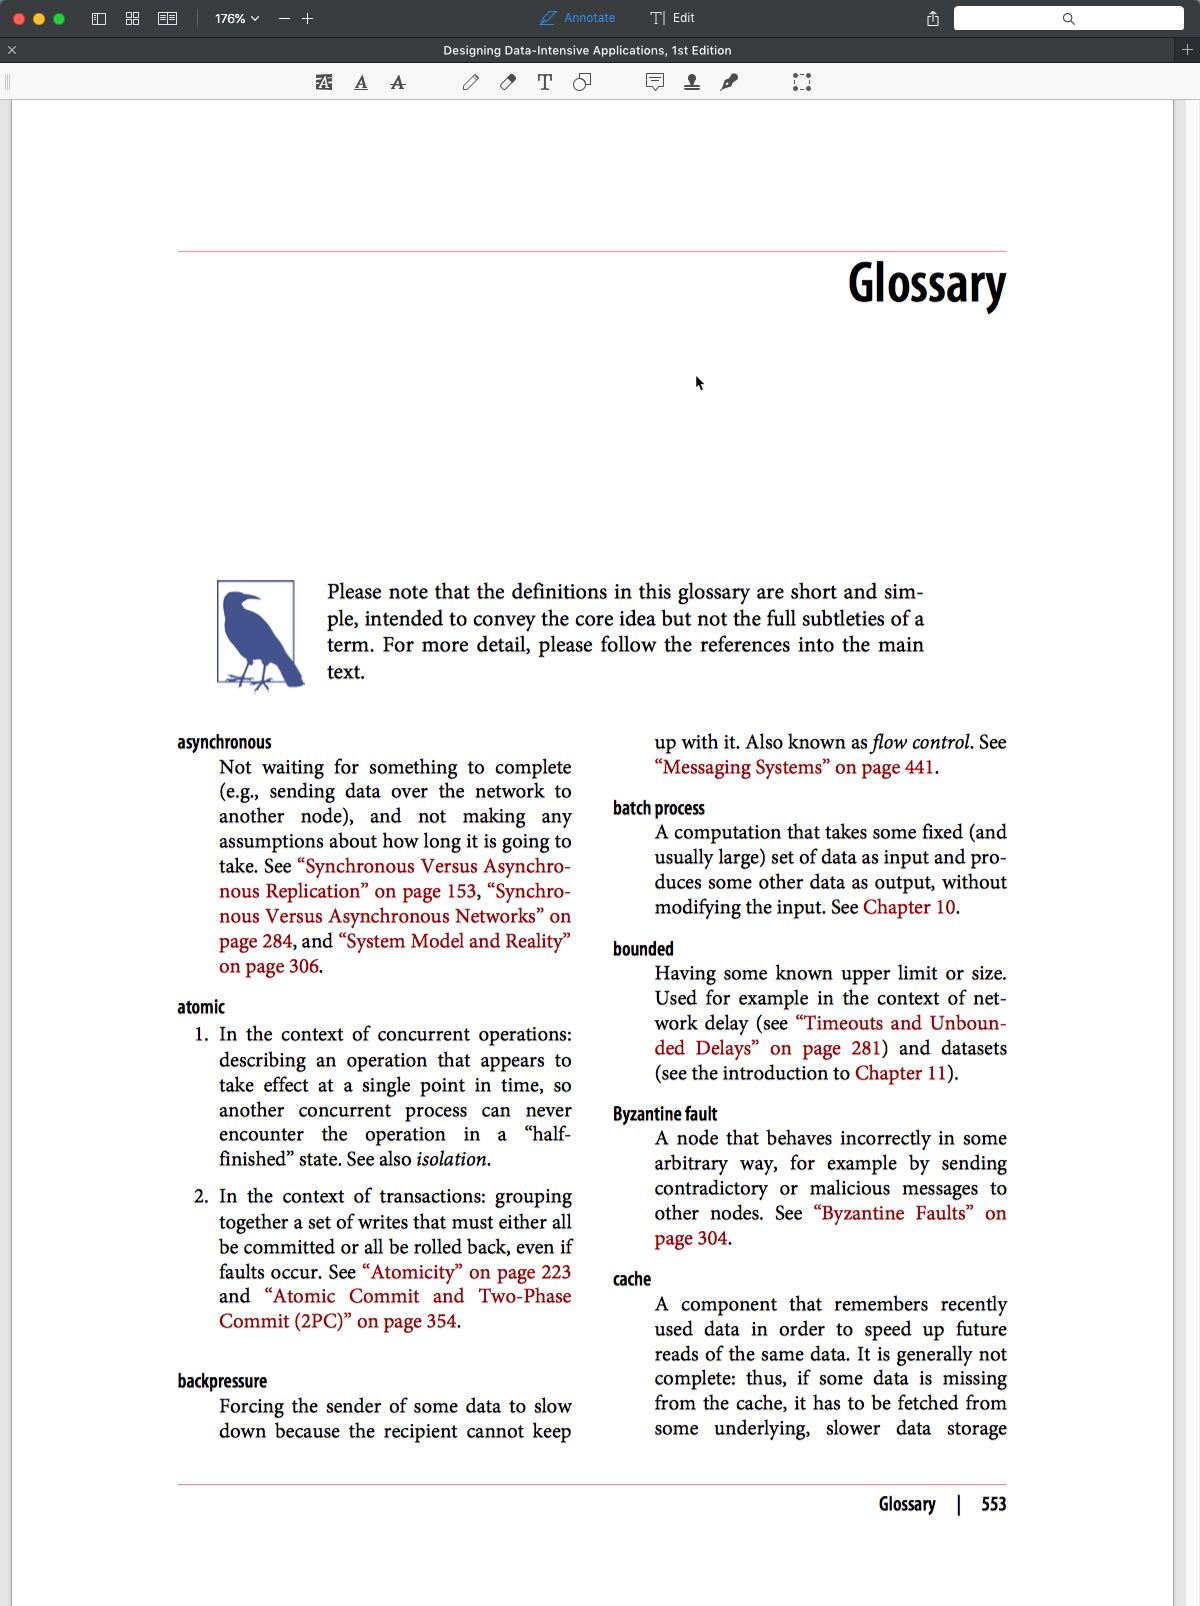 176%
Annotate
Edit
Designing Data-Intensive Applications, 1st Edition
Glossary
Please note that the definitions in this glossary are short and sim-
ple, intended to convey the core idea but not the full subtleties of a
term. For more detail, please follow the references into the main
text.
asynchronous
Not waiting for something to complete
(e.g., sending data over the network to
another node), and not making any
assumptions about how long it is going to
take. See “Synchronous Versus Asynchro-
nous Replication” on page 153, “Synchro-
nous Versus Asynchronous Networks” on
page 284, and “System Model and Reality”
on page 306.
atomic
1. In the context of concurrent operations:
describing an operation that appears to
take effect at a single point in time, so
another concurrent process can never
encounter the operation in a “half-
finished” state. See also isolation.
2. In the context of transactions: grouping
together a set of writes that must either all
be committed or all be rolled back, even if
faults occur. See “Atomicity” on page 223
and “Atomic Commit and Two-Phase
Commit (2PC)” on page 354.
backpressure
Forcing the sender of some data to slow
down because the recipient cannot keep
up with it. Also known as flow control. See
“Messaging Systems” on page 441.
batch process
A computation that takes some fixed (and
usually large) set of data as input and pro-
duces some other data as output, without
modifying the input. See Chapter 10.
bounded
Having some known upper limit or size.
Used for example in the context of net-
work delay (see “Timeouts and Unboun-
ded Delays” on page 281) and datasets
(see the introduction to Chapter 11).
Byzantine fault
A node that behaves incorrectly in some
arbitrary way, for example by sending
contradictory or malicious messages to
other nodes. See “Byzantine Faults” on
page 304.
cache
A component that remembers recently
used data in order to speed up future
reads of the same data. It is generally not
complete: thus, if some data is missing
from the cache, it has to be fetched from
some underlying, slower data storage
Glossary | 553